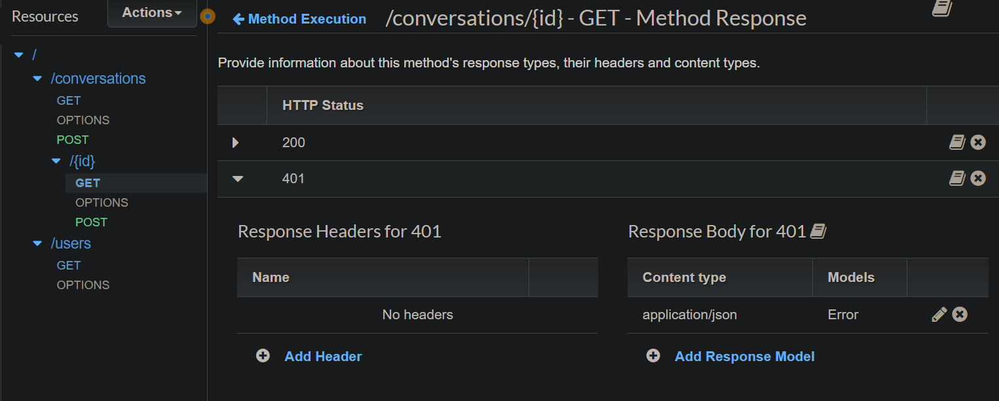 Resources
Actions
/
/conversations
GET
OPTIONS
POST
/{id}
GET
OPTIONS
POST
/users
GET
OPTIONS
Method Execution
/conversations/{id} - GET - Method Response
Provide information about this method's response types, their headers and content types.
HTTP Status
200
401
Response Headers for 401
Name
No headers
Add Header
Response Body for 401
Content type Models
application/json Error
Add Response Model